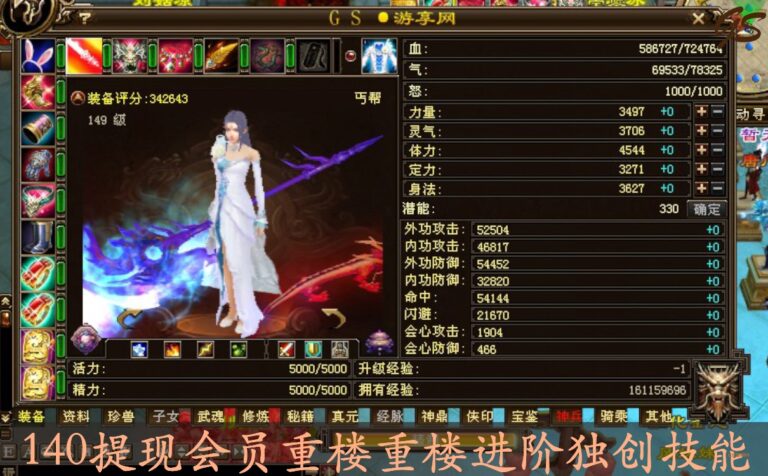 GS ●游享网
装备评分:342643
丐帮
149 级
血: 586727/724764
气: 69533/78325
怒: 1000/1000
力量: 3497 +0
灵气: 3706 +0
体力: 4544 +0
定力: 3271 +0
身法: 3627 +0
潜能: 330 确定
外功攻击: 52504 +0
内功攻击: 46817 +0
外功防御: 54452 +0
内功防御: 32820 +0
命中: 54144 +0
闪避: 21670 +0
会心攻击: 1904 +0
会心防御: 466 +0
活力: 5000/5000 升级经验: -1
精力: 5000/5000 拥有经验: 161159696
装备 资料 珍兽 子女 武魂 修炼 秘籍 真元 经脉 神鼎 侠印 宝鉴 神兵 骑乘 其他
140提现会员重楼重楼进阶独创技能